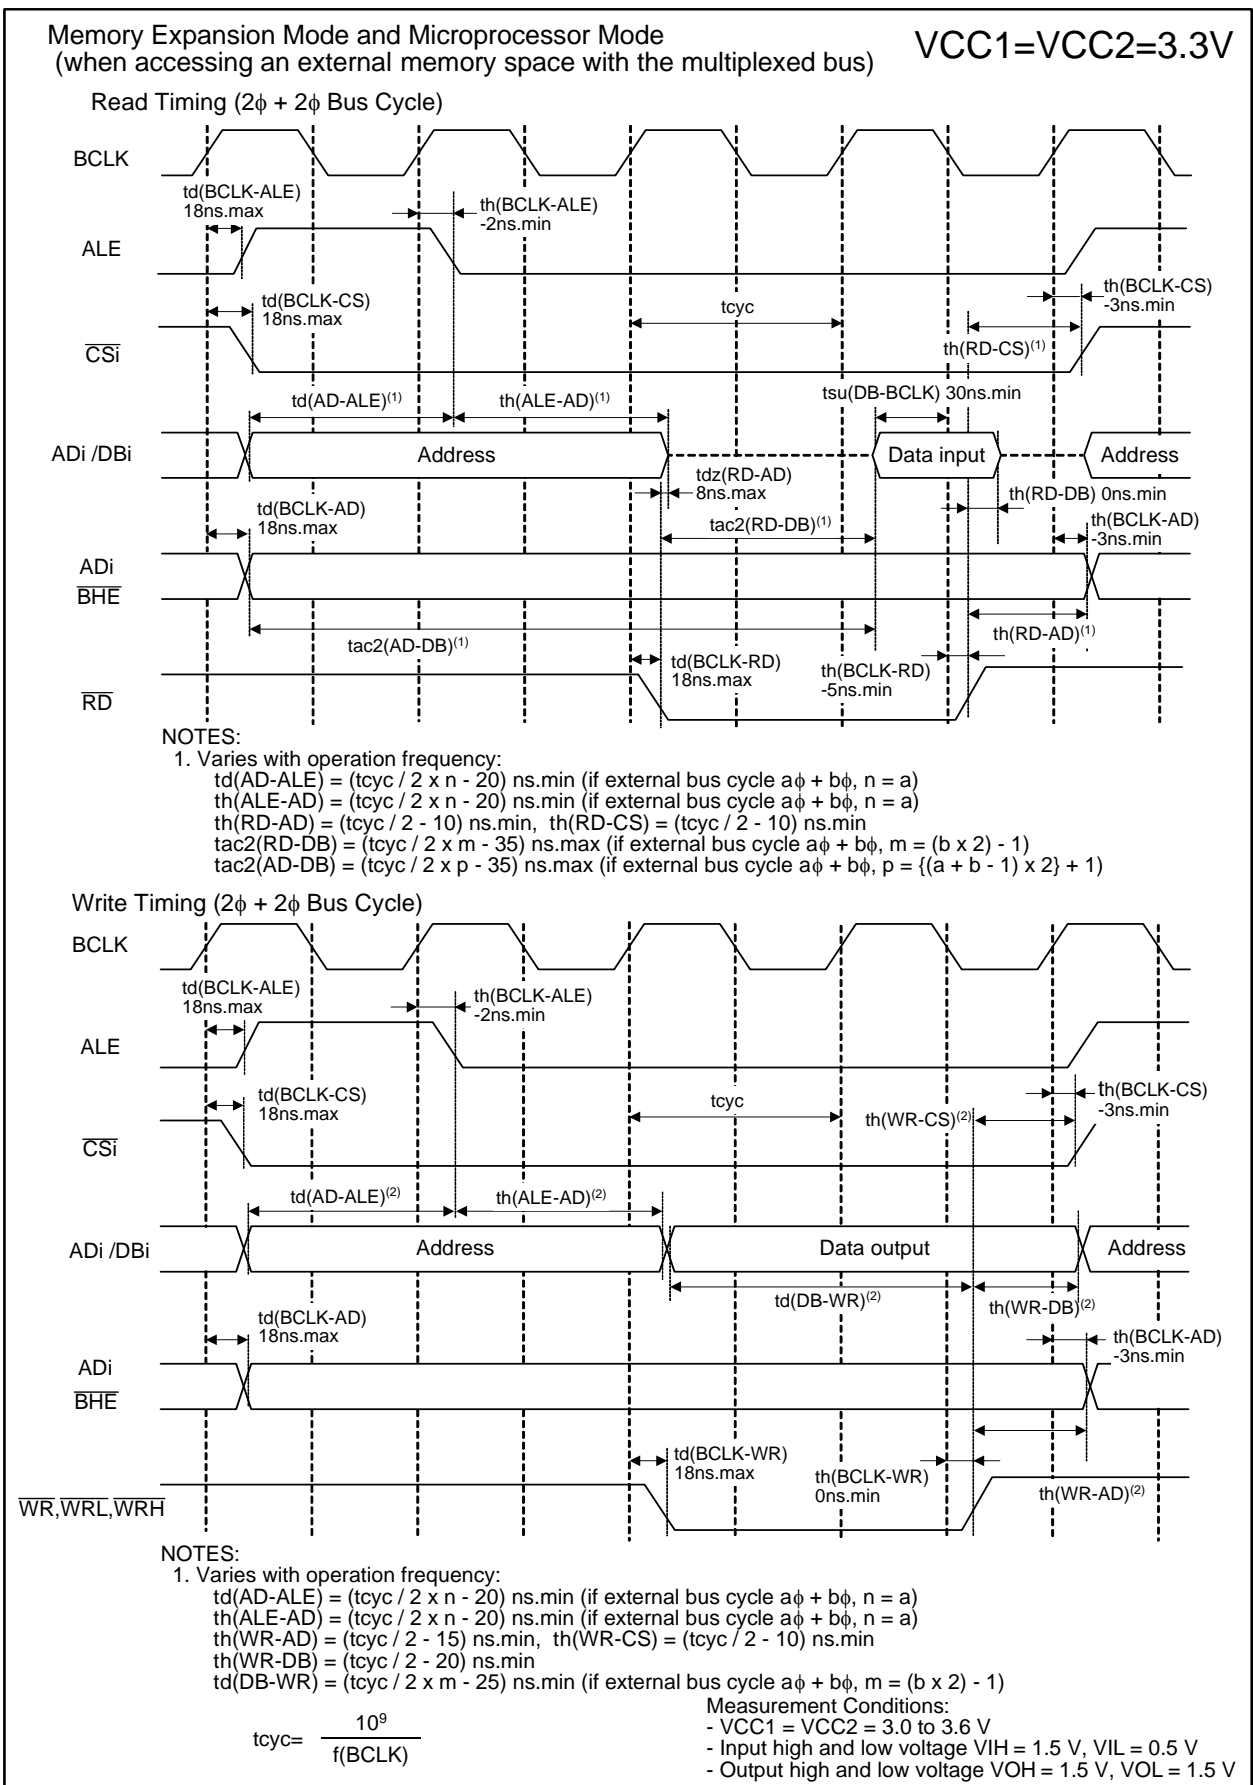 Memory Expansion Mode and Microprocessor Mode
(when accessing an external memory space with the multiplexed bus)
VCC1=VCC2=3.3V
Read Timing (2ϕ + 2ϕ Bus Cycle)
BCLK
td(BCLK-ALE)
18ns.max
th(BCLK-ALE)
-2ns.min
ALE
td(BCLK-CS)
18ns.max
tcyc
th(BCLK-CS)
-3ns.min
CSi
th(RD-CS)(1)
tsu(DB-BCLK) 30ns.min
td(AD-ALE)(1)
th(ALE-AD)(1)
ADi /DBi
Address
Data input
Address
tdz(RD-AD)
8ns.max
th(RD-DB) 0ns.min
td(BCLK-AD)
18ns.max
tac2(RD-DB)(1)
th(BCLK-AD)
-3ns.min
ADi
BHE
tac2(AD-DB)(1)
th(RD-AD)(1)
td(BCLK-RD)
18ns.max
th(BCLK-RD)
-5ns.min
RD
NOTES:
1. Varies with operation frequency:
td(AD-ALE) = (tcyc / 2 x n - 20) ns.min (if external bus cycle aϕ + bϕ, n = a)
th(ALE-AD) = (tcyc / 2 x n - 20) ns.min (if external bus cycle aϕ + bϕ, n = a)
th(RD-AD) = (tcyc / 2 - 10) ns.min, th(RD-CS) = (tcyc / 2 - 10) ns.min
tac2(RD-DB) = (tcyc / 2 x m - 35) ns.max (if external bus cycle aϕ + bϕ, m = (b x 2) - 1)
tac2(AD-DB) = (tcyc / 2 x p - 35) ns.max (if external bus cycle aϕ + bϕ, p = {(a + b - 1) x 2} + 1)
Write Timing (2ϕ + 2ϕ Bus Cycle)
BCLK
td(BCLK-ALE)
18ns.max
th(BCLK-ALE)
-2ns.min
ALE
td(BCLK-CS)
18ns.max
tcyc
th(BCLK-CS)
-3ns.min
th(WR-CS)(2)
CSi
td(AD-ALE)(2)
th(ALE-AD)(2)
ADi /DBi
Address
Data output
Address
td(DB-WR)(2)
th(WR-DB)(2)
td(BCLK-AD)
18ns.max
th(BCLK-AD)
-3ns.min
ADi
BHE
td(BCLK-WR)
18ns.max
th(BCLK-WR)
0ns.min
th(WR-AD)(2)
WR,WRL,WRH
NOTES:
1. Varies with operation frequency:
td(AD-ALE) = (tcyc / 2 x n - 20) ns.min (if external bus cycle aϕ + bϕ, n = a)
th(ALE-AD) = (tcyc / 2 x n - 20) ns.min (if external bus cycle aϕ + bϕ, n = a)
th(WR-AD) = (tcyc / 2 - 15) ns.min, th(WR-CS) = (tcyc / 2 - 10) ns.min
th(WR-DB) = (tcyc / 2 - 20) ns.min
td(DB-WR) = (tcyc / 2 x m - 25) ns.min (if external bus cycle aϕ + bϕ, m = (b x 2) - 1)
tcyc=
10⁹
f(BCLK)
Measurement Conditions:
- VCC1 = VCC2 = 3.0 to 3.6 V
- Input high and low voltage VIH = 1.5 V, VIL = 0.5 V
- Output high and low voltage VOH = 1.5 V, VOL = 1.5 V